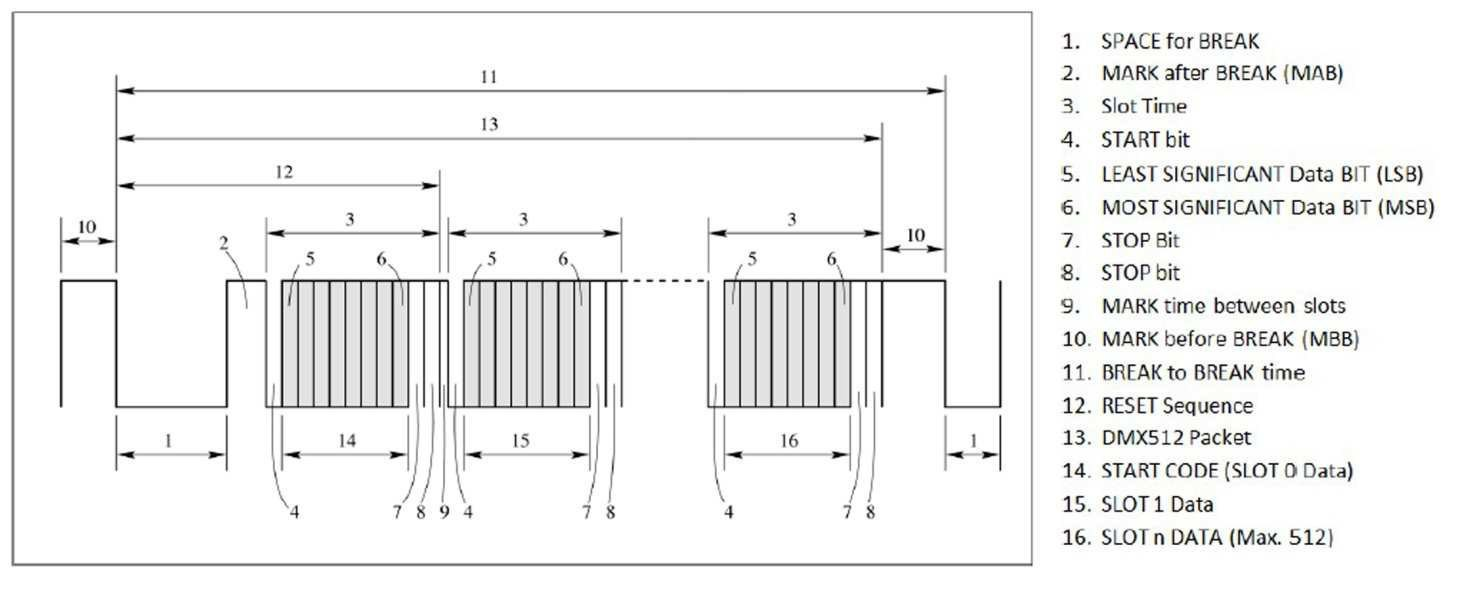 11
13
12
3 3 3
10 2 10
5 6 5 6 5 6
1 14 15 16 1
4 7 8 9 4 7 8 4 7 8
1. SPACE for BREAK
2. MARK after BREAK (MAB)
3. Slot Time
4. START bit
5. LEAST SIGNIFICANT Data BIT (LSB)
6. MOST SIGNIFICANT Data BIT (MSB)
7. STOP Bit
8. STOP bit
9. MARK time between slots
10. MARK before BREAK (MBB)
11. BREAK to BREAK time
12. RESET Sequence
13. DMX512 Packet
14. START CODE (SLOT 0 Data)
15. SLOT 1 Data
16. SLOT n DATA (Max. 512)